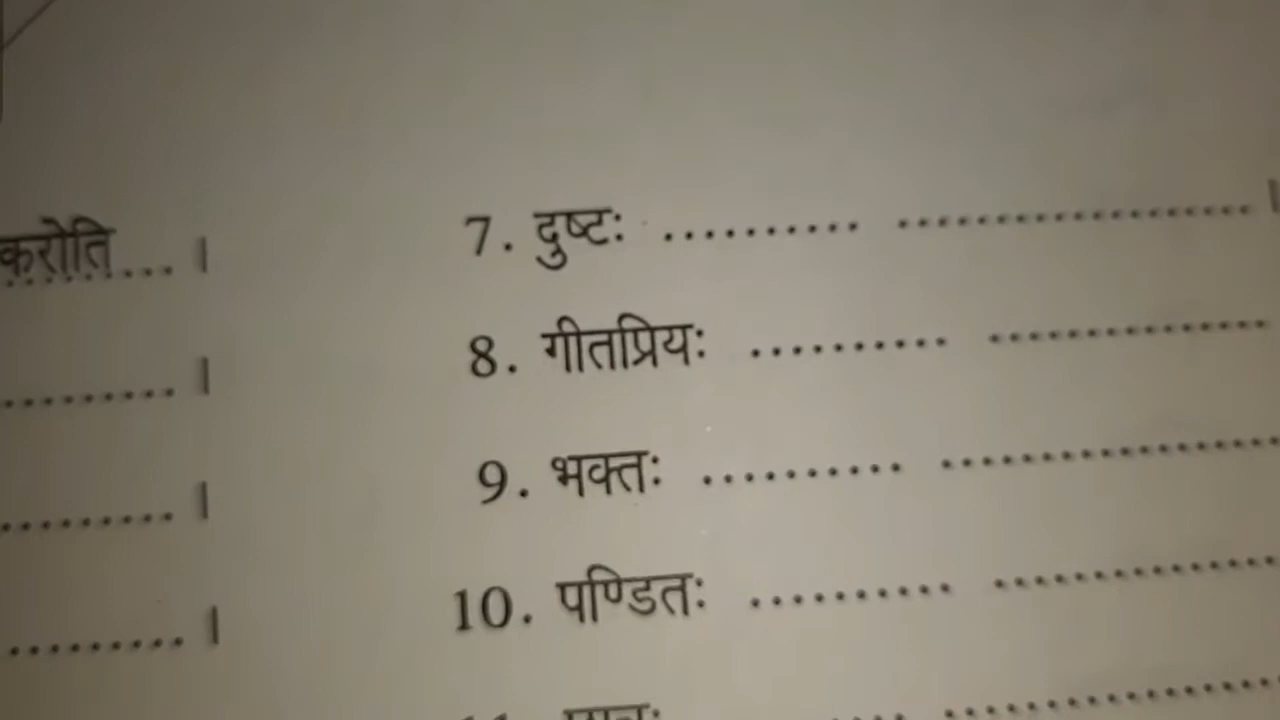 करोति... ।
7. दुष्टः .......... .................. ।
.......... ।
8. गीतप्रियः .......... ..............
.......... ।
9. भक्तः .......... .................
.......... ।
10. पण्डितः .......... ..............